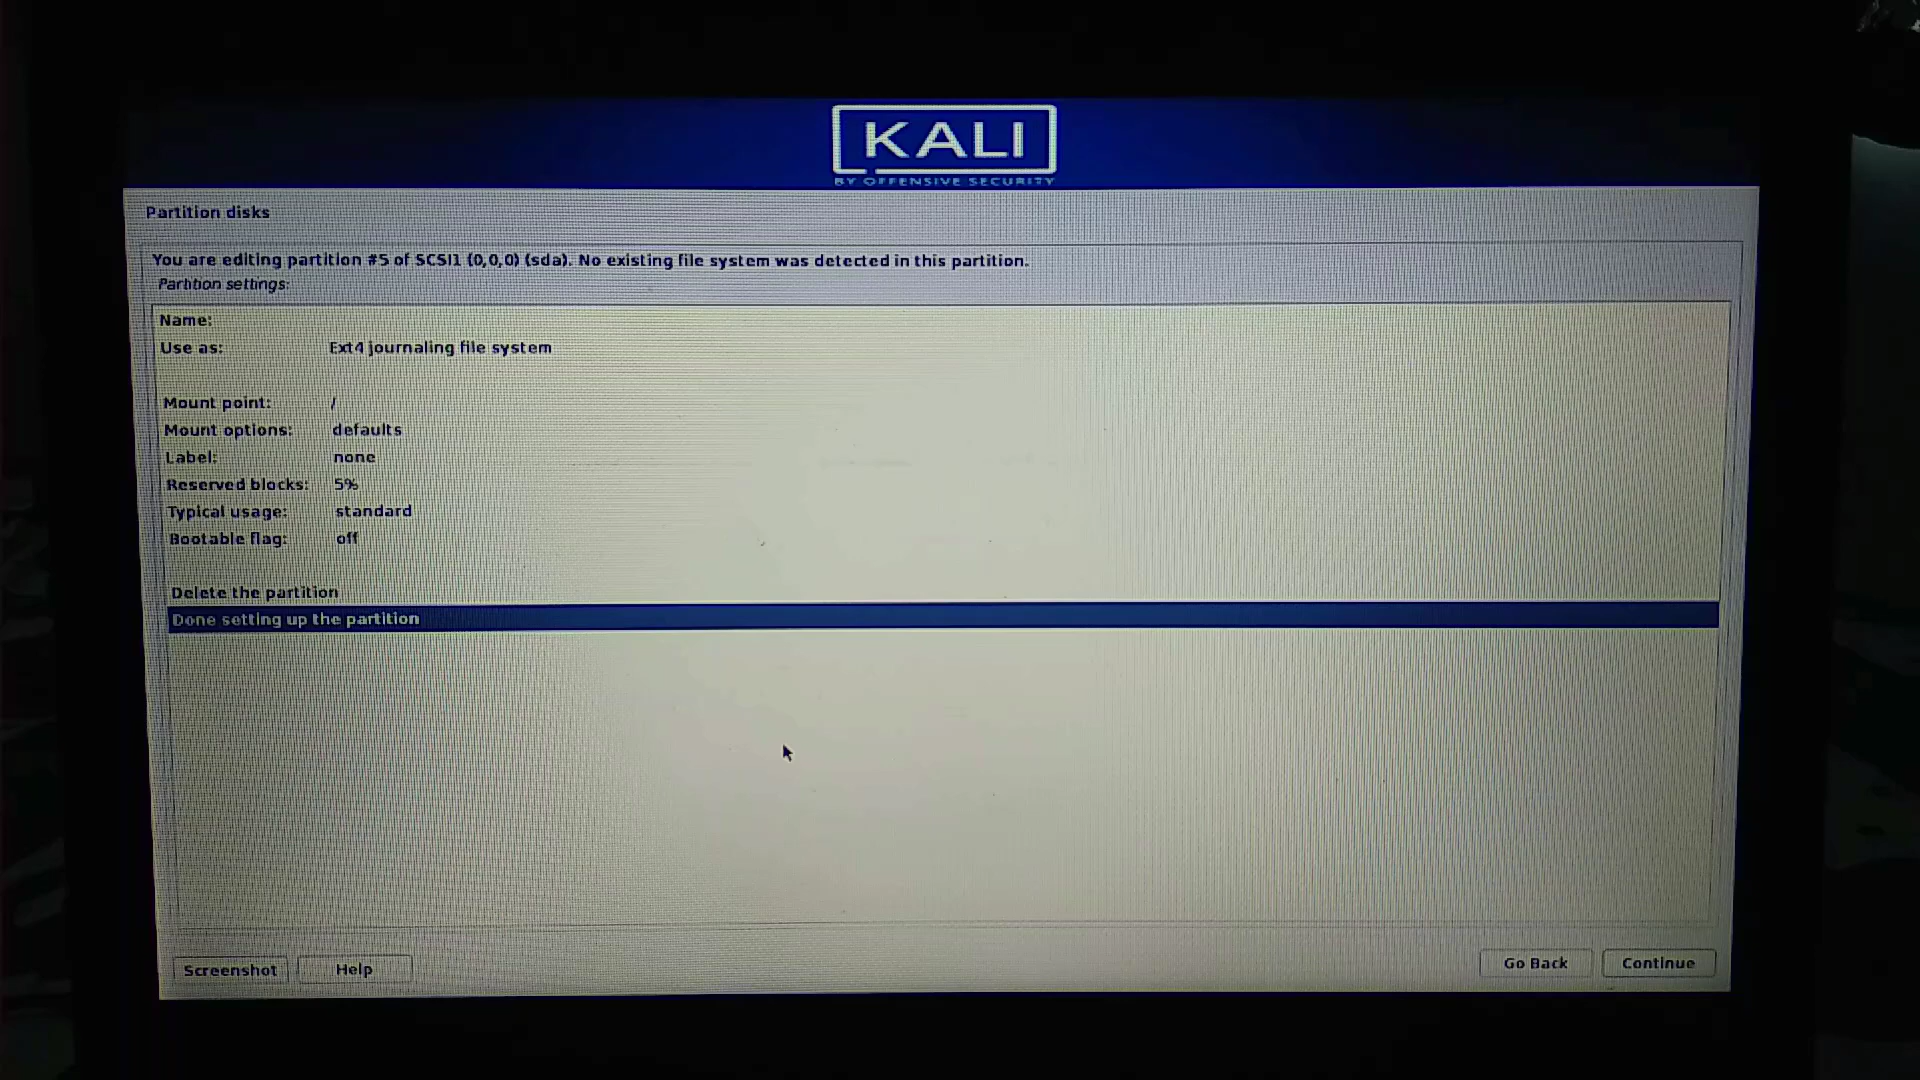 KALI
BY OFFENSIVE SECURITY
Partition disks
You are editing partition #5 of SCSI1 (0,0,0) (sda). No existing file system was detected in this partition.
Partition settings:
Name:
Use as: Ext4 journaling file system
Mount point: /
Mount options: defaults
Label: none
Reserved blocks: 5%
Typical usage: standard
Bootable flag: off
Delete the partition
Done setting up the partition
Screenshot Help Go Back Continue